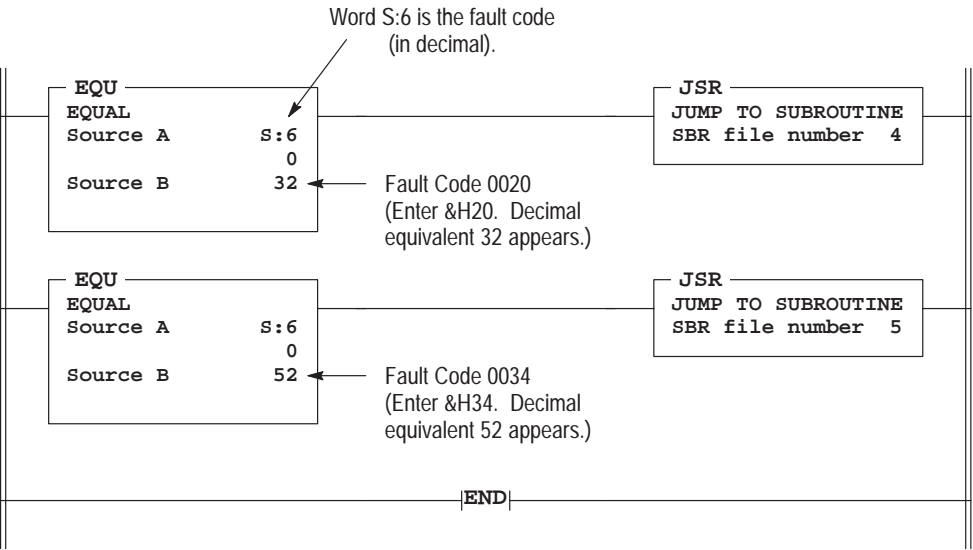 Word S:6 is the fault code
(in decimal).
EQU
EQUAL
Source A S:6
0
Source B 32
Fault Code 0020
(Enter &H20. Decimal
equivalent 32 appears.)
JSR
JUMP TO SUBROUTINE
SBR file number 4
EQU
EQUAL
Source A S:6
0
Source B 52
Fault Code 0034
(Enter &H34. Decimal
equivalent 52 appears.)
JSR
JUMP TO SUBROUTINE
SBR file number 5
END